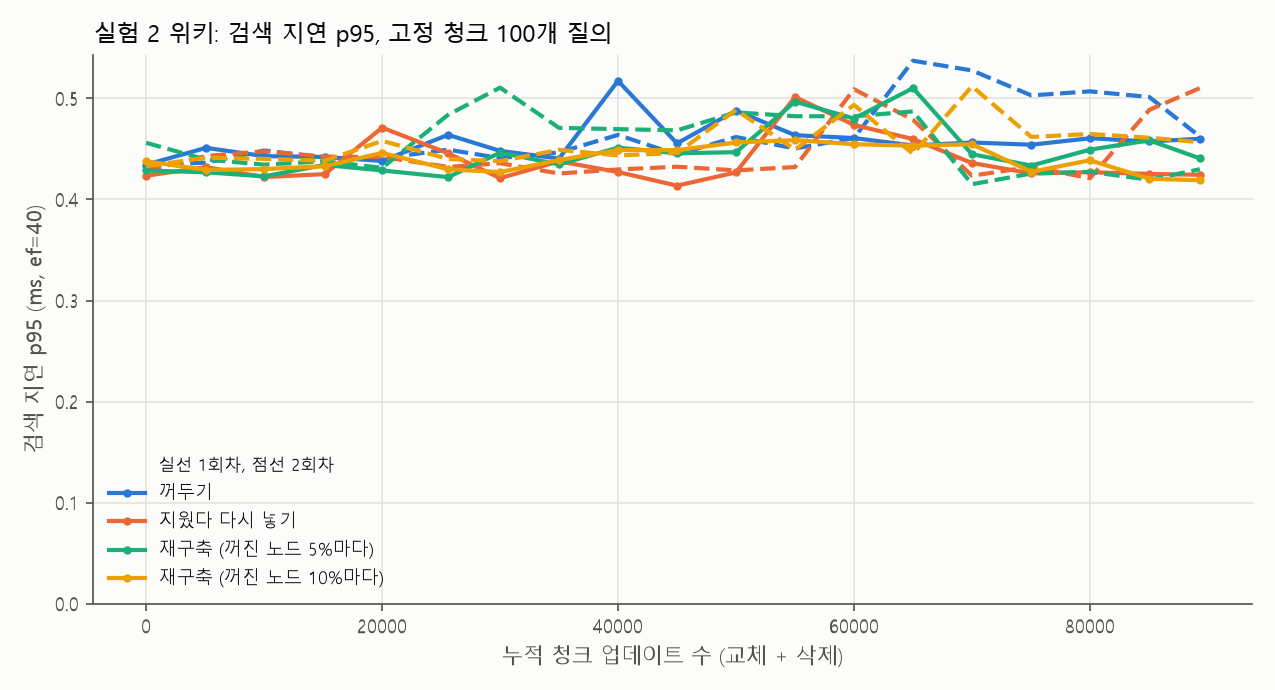 실험 2 위키: 검색 지연 p95, 고정 청크 100개 질의
검색 지연 p95 (ms, ef=40)
0.5
0.4
0.3
0.2
0.1
0.0
실선 1회차, 점선 2회차
꺼두기
지웠다 다시 넣기
재구축 (꺼진 노드 5%마다)
재구축 (꺼진 노드 10%마다)
0 20000 40000 60000 80000
누적 청크 업데이트 수 (교체 + 삭제)